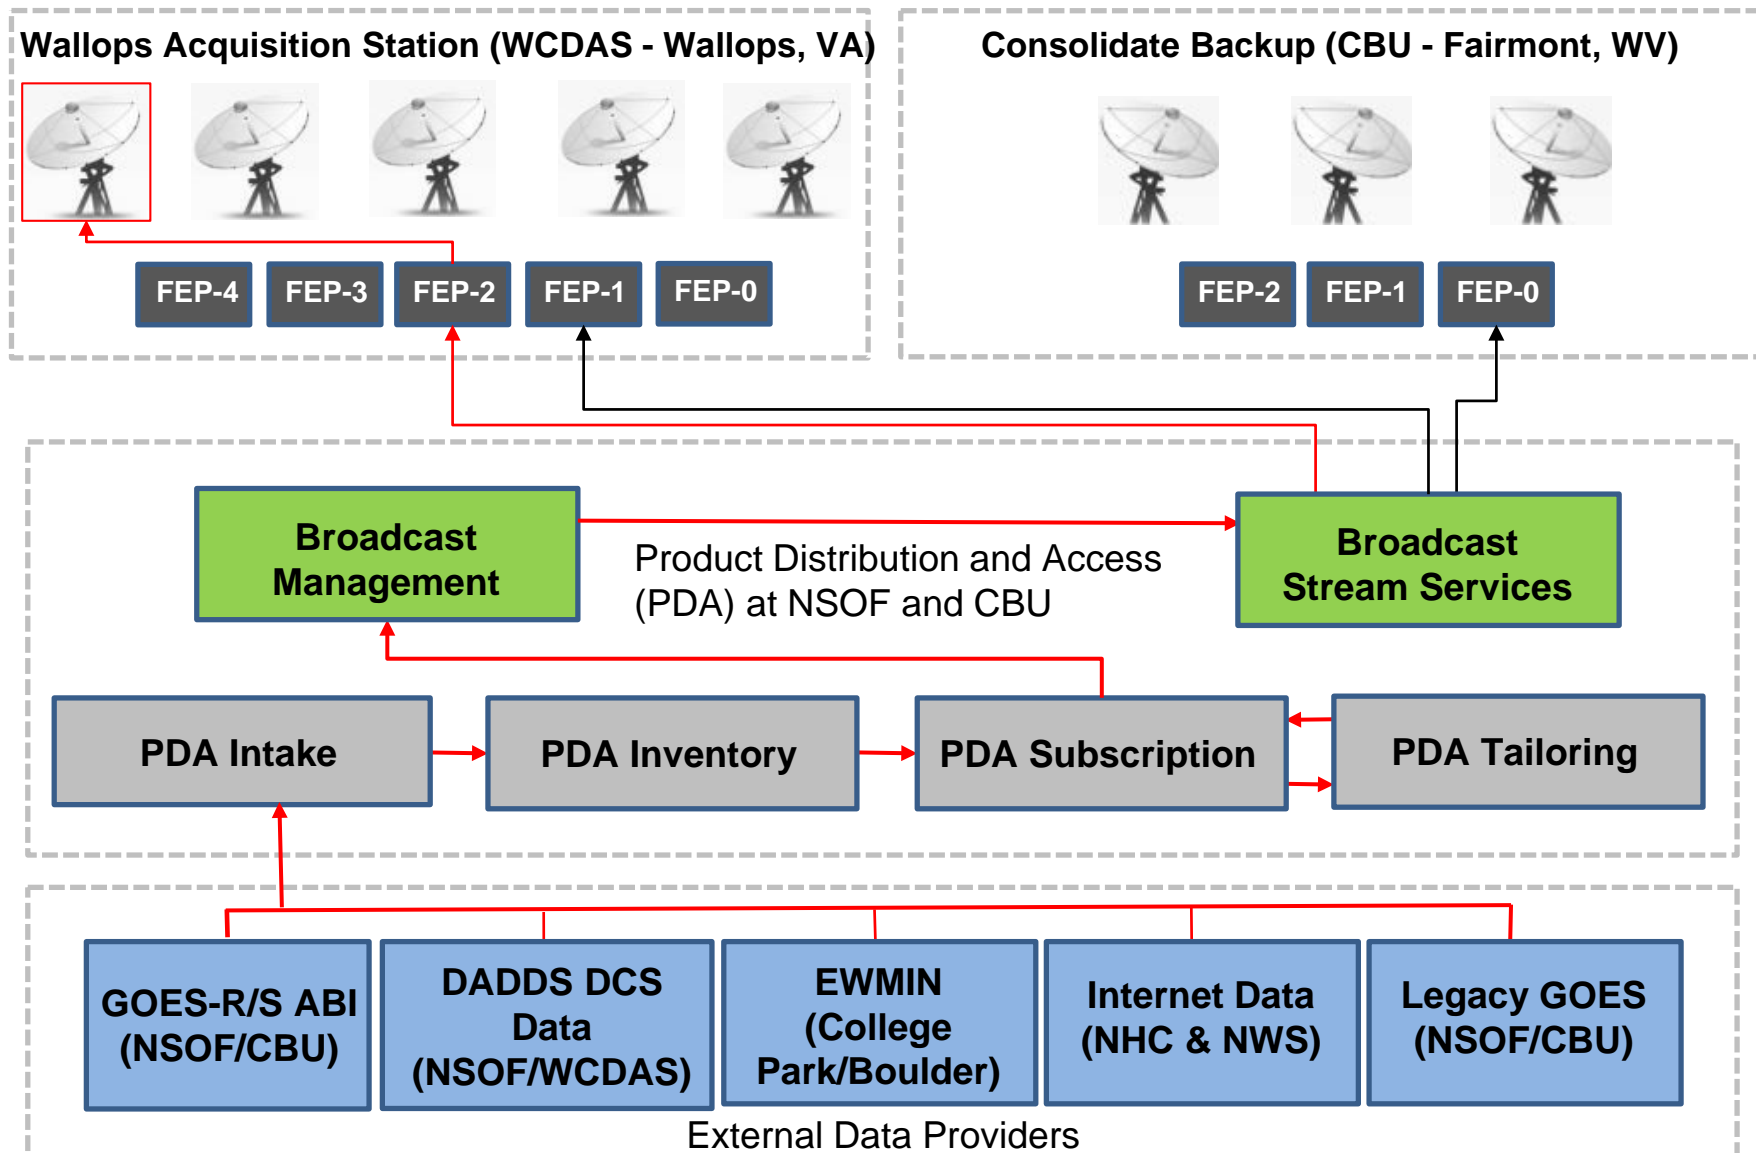 Wallops Acquisition Station (WCDAS - Wallops, VA)
Consolidate Backup (CBU - Fairmont, WV)
FEP-4
FEP-3
FEP-2
FEP-1
FEP-0
FEP-2
FEP-1
FEP-0
Broadcast
Management
Product Distribution and Access
(PDA) at NSOF and CBU
Broadcast
Stream Services
PDA Intake
PDA Inventory
PDA Subscription
PDA Tailoring
GOES-R/S ABI
(NSOF/CBU)
DADDS DCS
Data
(NSOF/WCDAS)
EWMIN
(College
Park/Boulder)
Internet Data
(NHC & NWS)
Legacy GOES
(NSOF/CBU)
External Data Providers